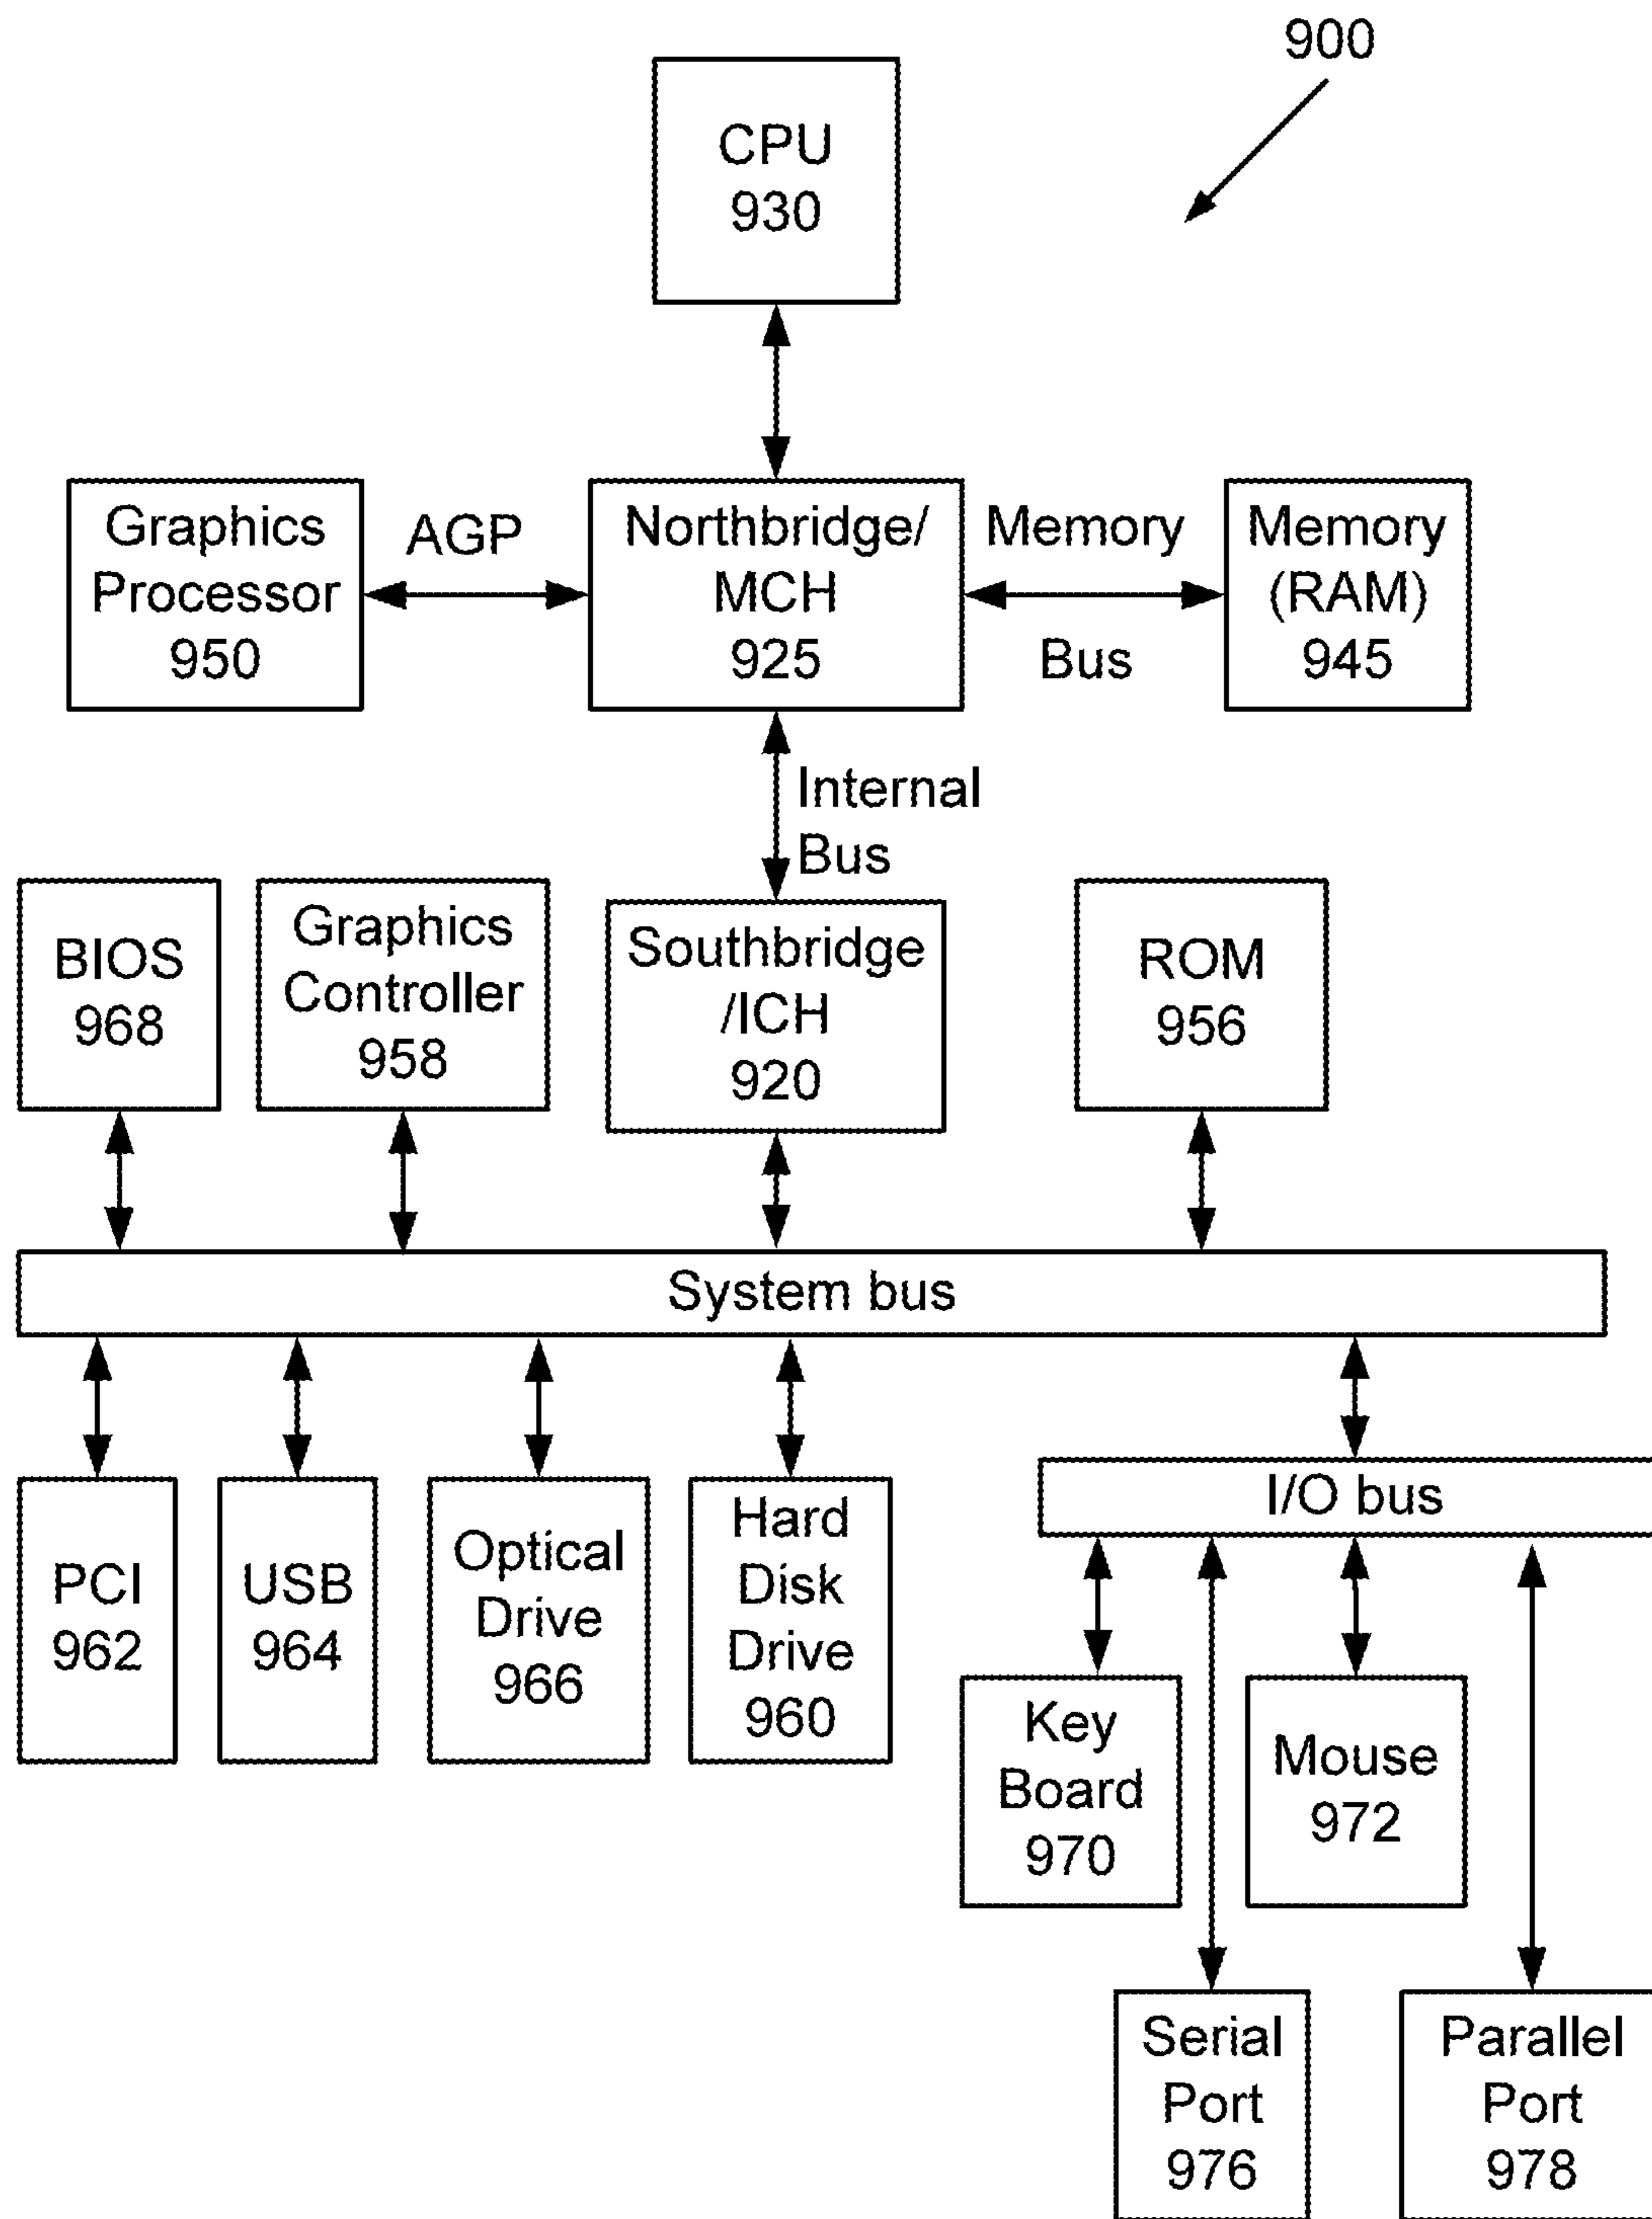 900
CPU
930
Graphics
Processor
950
AGP
Northbridge/
MCH
925
Memory
Bus
Memory
(RAM)
945
Internal
Bus
BIOS
968
Graphics
Controller
958
Southbridge
/ICH
920
ROM
956
System bus
PCI
962
USB
964
Optical
Drive
966
Hard
Disk
Drive
960
I/O bus
Key
Board
970
Mouse
972
Serial
Port
976
Parallel
Port
978